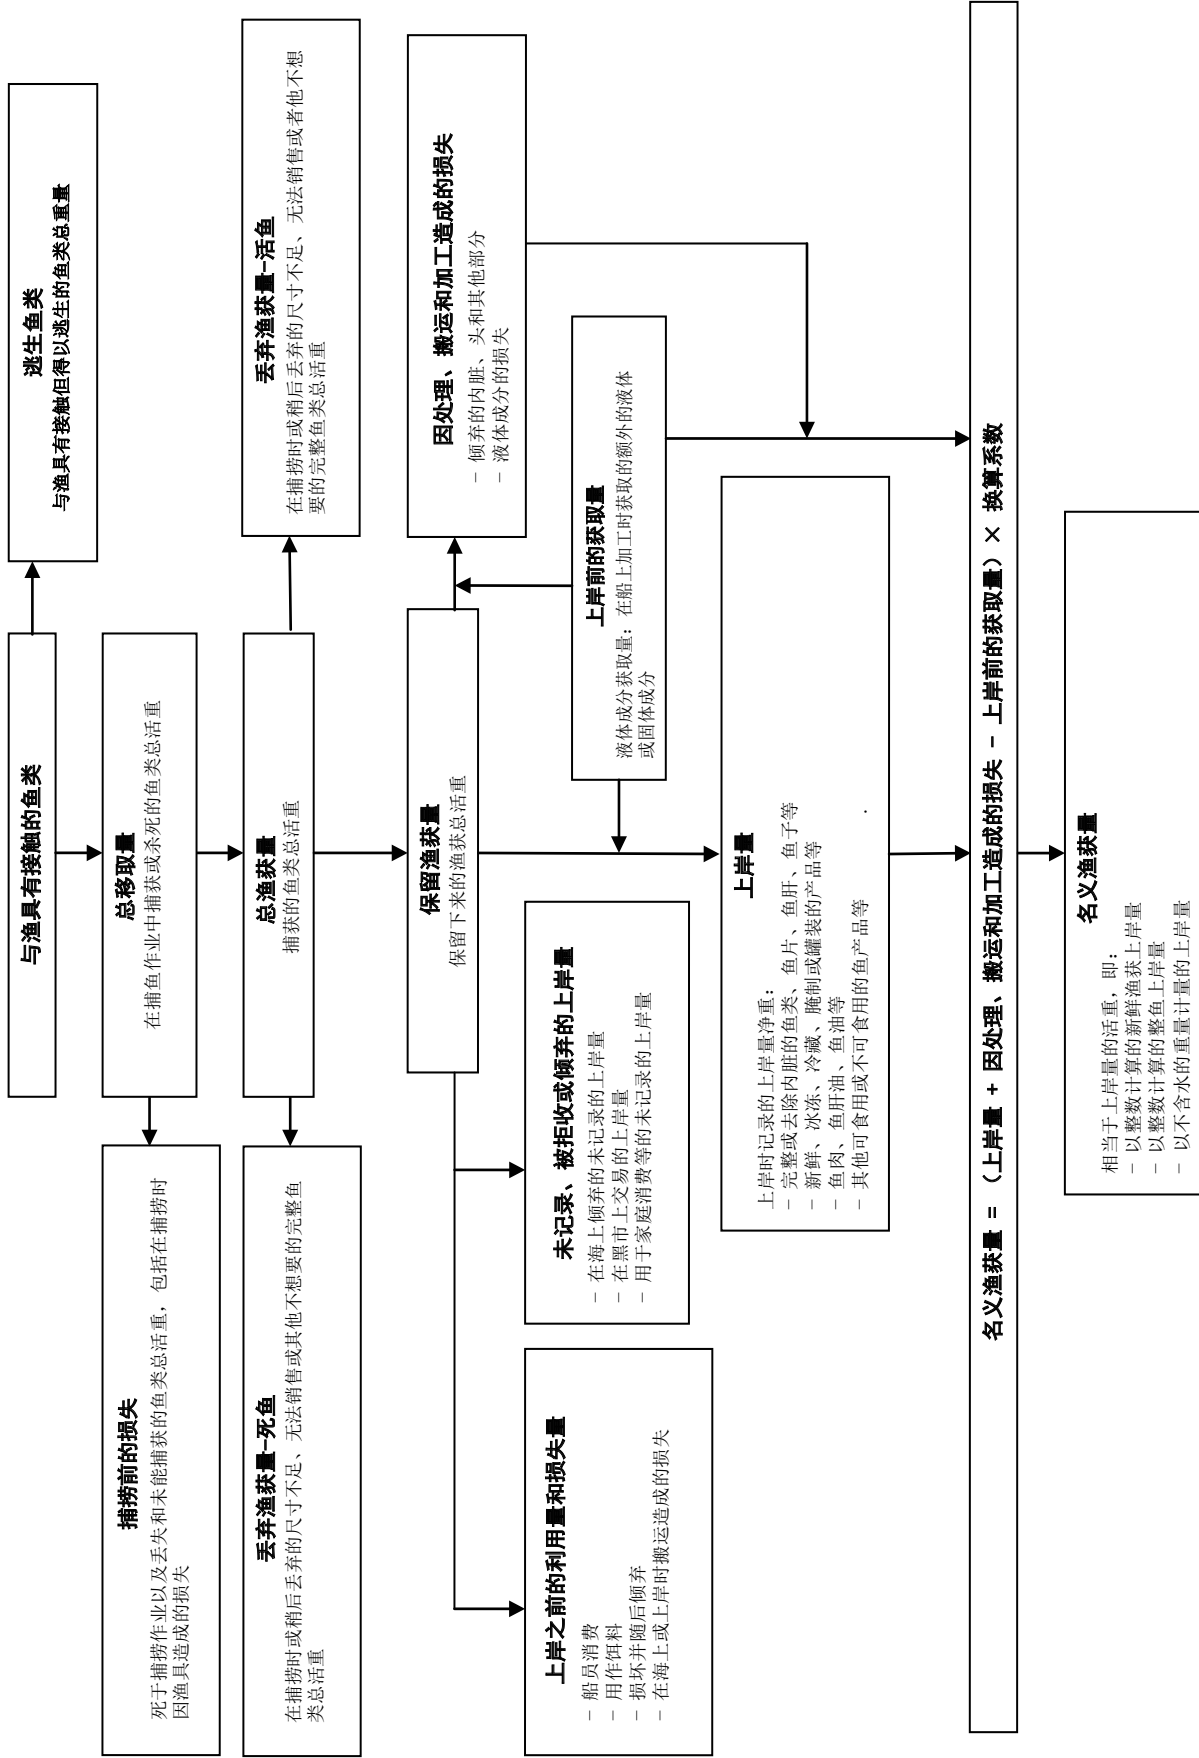 与渔具有接触的鱼类
逃生鱼类
与渔具有接触但得以逃生的鱼类总重量
总移取量
在捕鱼作业中捕获或杀死的鱼类总活重
捕捞前的损失
死于捕捞作业以及丢失和未能捕获的鱼类总活重，包括在捕捞时
因渔具造成的损失
总渔获量
捕获的鱼类总活重
丢弃渔获量-死鱼
在捕捞时或稍后丢弃的尺寸不足、无法销售或其他不想要的完整鱼
类总活重
丢弃渔获量-活鱼
在捕捞时或稍后丢弃的尺寸不足、无法销售或者他不想
要的完整鱼类总活重
保留渔获量
保留下来的渔获总活重
因处理、搬运和加工造成的损失
- 倾弃的内脏、头和其他部分
- 液体成分的损失
上岸之前的利用量和损失量
- 船员消费
- 用作饵料
- 损坏并随后倾弃
- 在海上或上岸时搬运造成的损失
未记录、被拒收或倾弃的上岸量
- 在海上倾弃的未记录的上岸量
- 在黑市上交易的上岸量
- 用于家庭消费等的未记录的上岸量
上岸前的获取量
液体成分获取量：在船上加工时获取的额外的液体
或固体成分
上岸量
上岸时记录的上岸量净重：
- 完整或去除内脏的鱼类、鱼片、鱼肝、鱼子等
- 新鲜、冰冻、冷藏、腌制或罐装的产品等
- 鱼肉、鱼肝油、鱼油等
- 其他可食用或不可食用的鱼产品等 .
名义渔获量 = （上岸量 + 因处理、搬运和加工造成的损失 - 上岸前的获取量）× 换算系数
名义渔获量
相当于上岸量的活重，即：
- 以整数计算的新鲜渔获上岸量
- 以整数计算的整鱼上岸量
- 以不含水的重量计量的上岸量